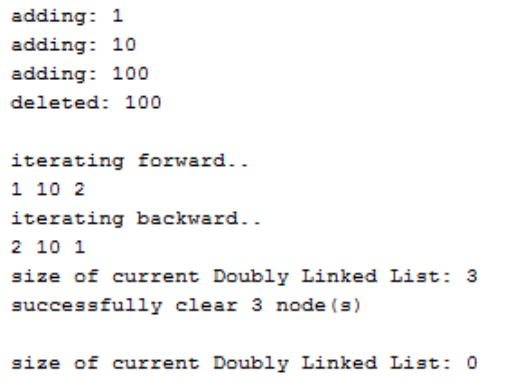 adding: 1
adding: 10
adding: 100
deleted: 100
iterating forward..
1 10 2
iterating backward..
2 10 1
size of current Doubly Linked List: 3
successfully clear 3 node(s)
size of current Doubly Linked List: 0